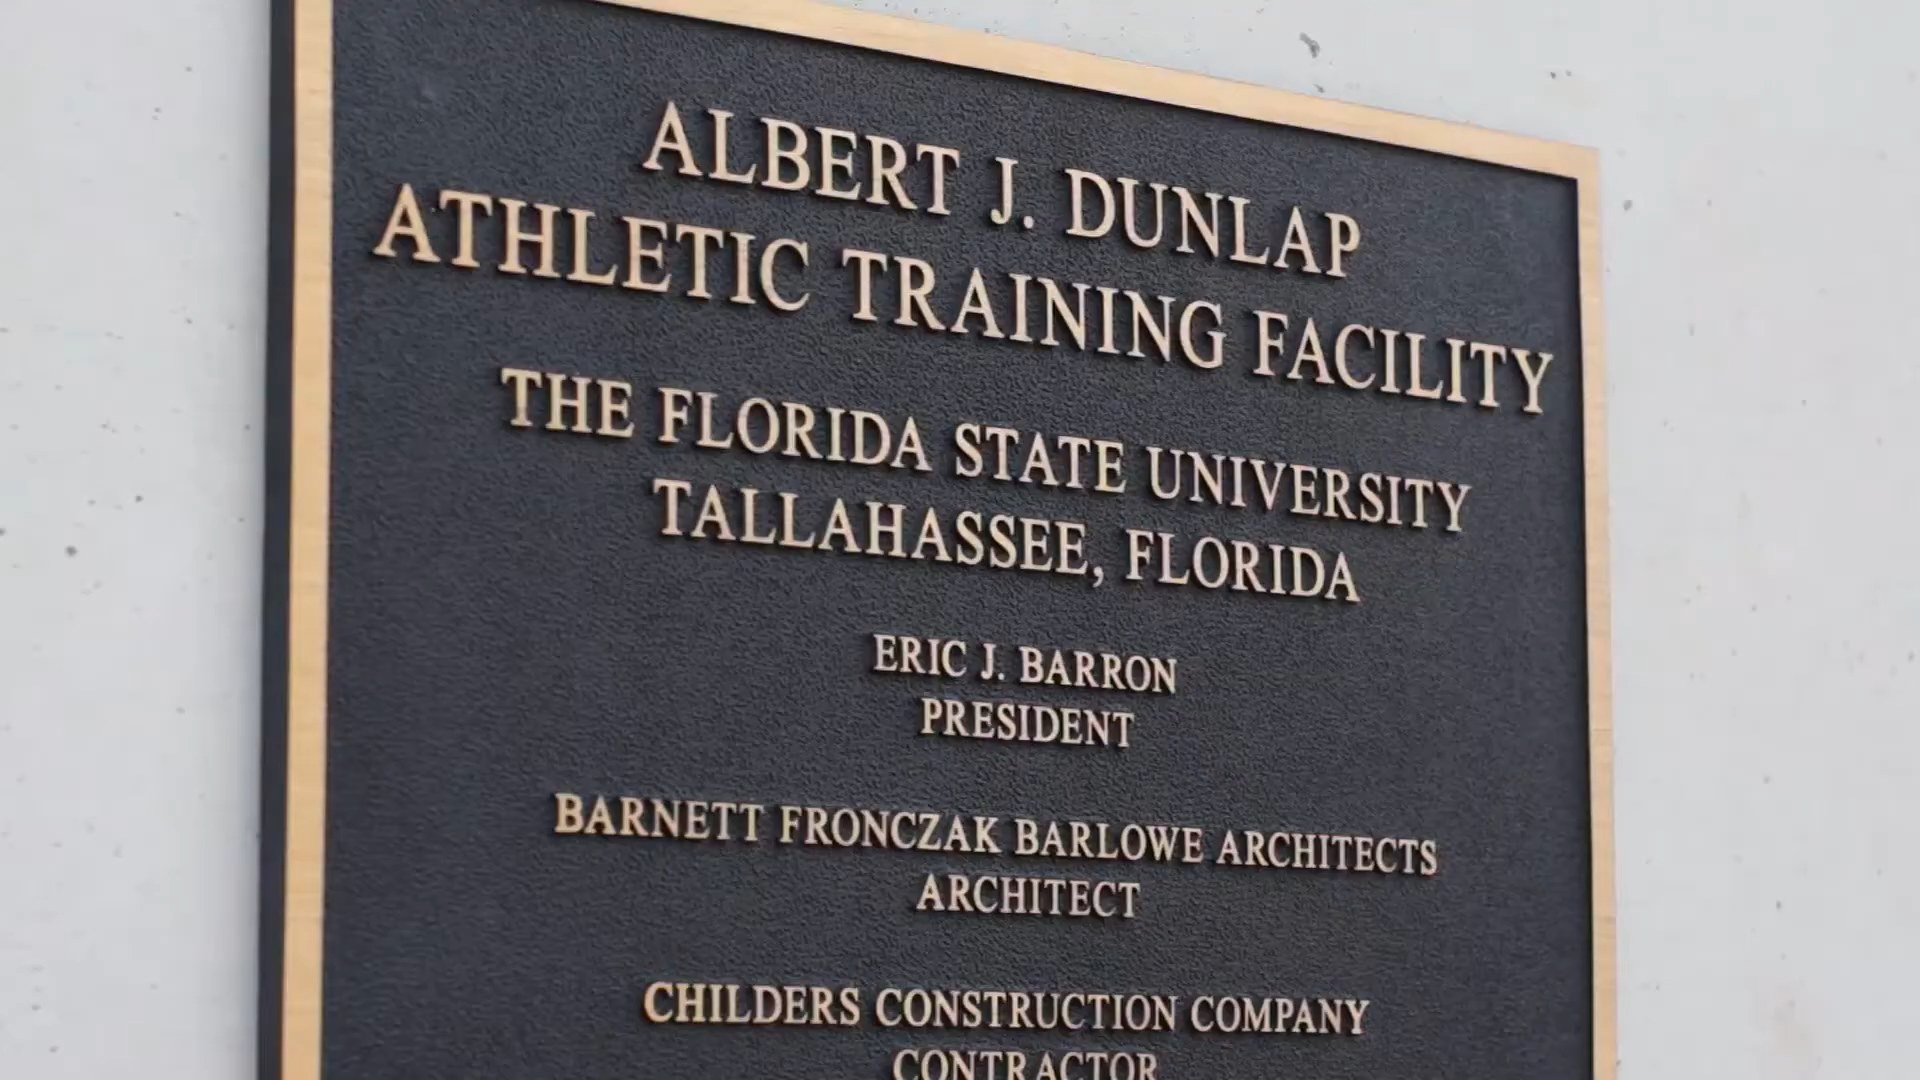 ALBERT J. DUNLAP
ATHLETIC TRAINING FACILITY
THE FLORIDA STATE UNIVERSITY
TALLAHASSEE, FLORIDA
ERIC J. BARRON
PRESIDENT
BARNETT FRONCZAK BARLOWE ARCHITECTS
ARCHITECT
CHILDERS CONSTRUCTION COMPANY
CONTRACTOR